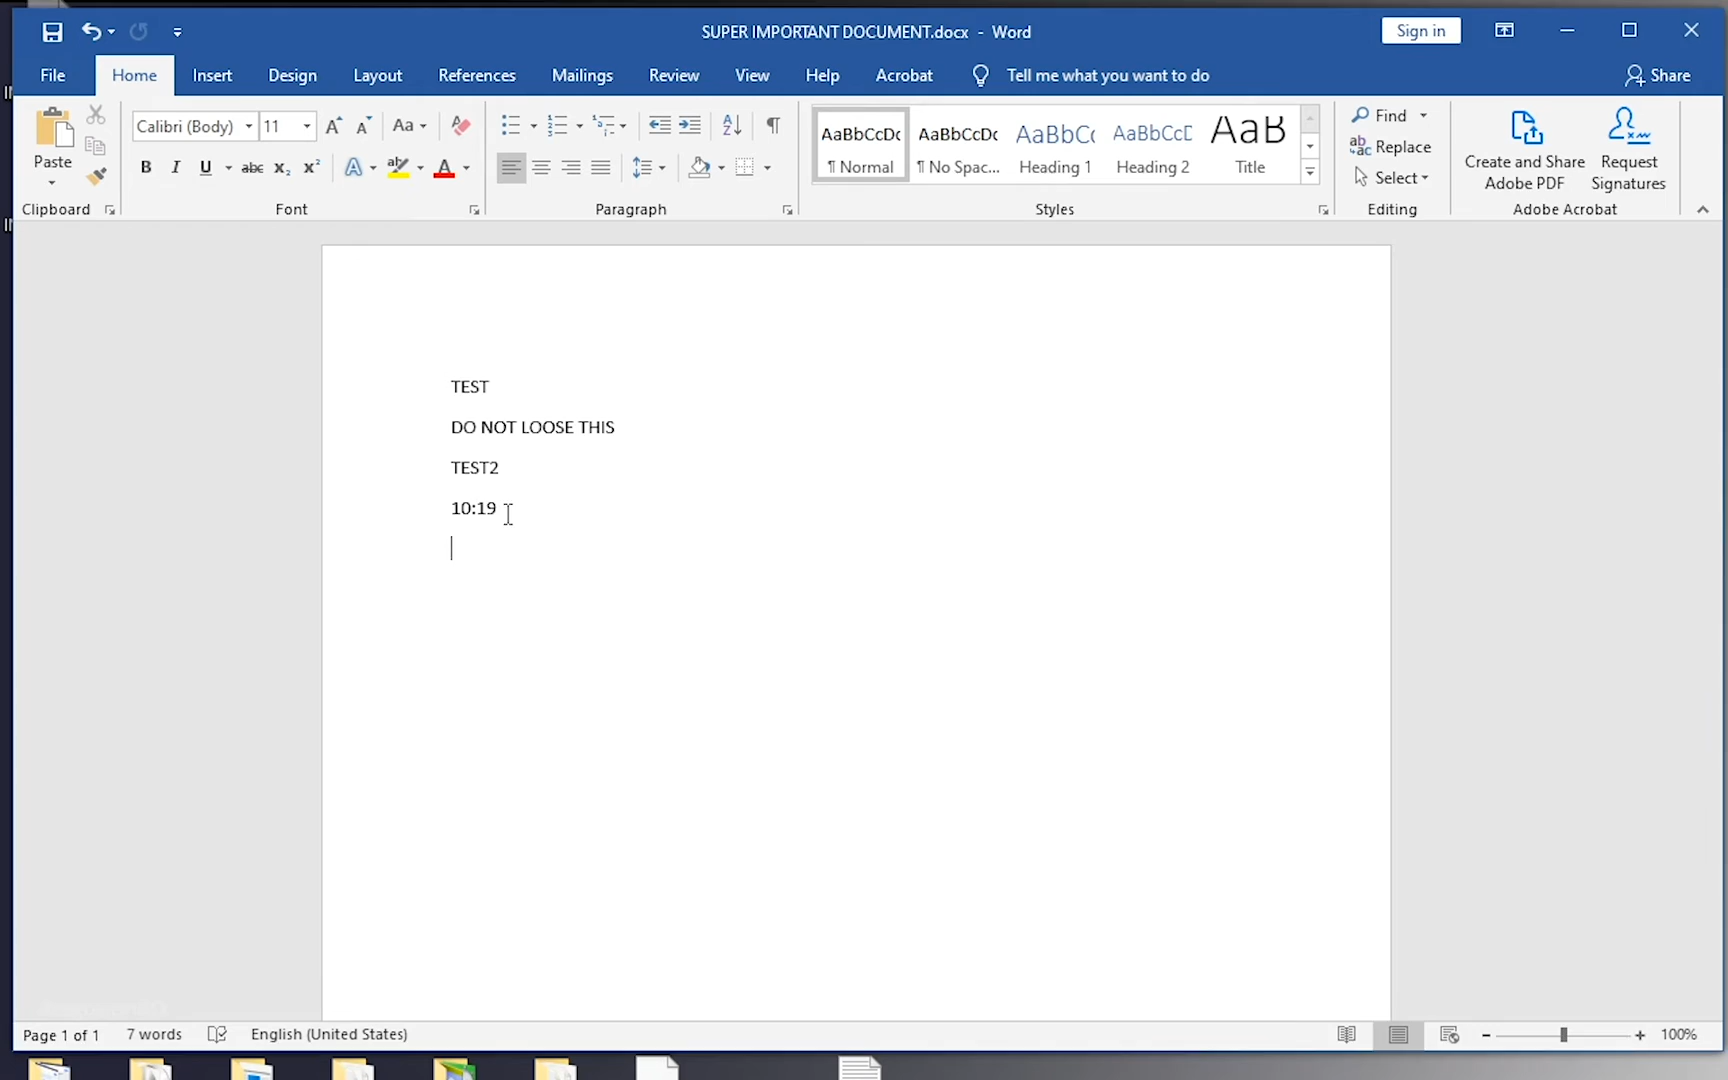 SUPER IMPORTANT DOCUMENT.docx - Word
Sign in
File Home Insert Design Layout References Mailings Review View Help Acrobat Tell me what you want to do Share
Paste
Clipboard
Calibri (Body) 11
Aa
B I U abc X₂ X²
A
Font
Paragraph
AaBbCcDc AaBbCcDc AaBbCc AaBbCcD AaB
¶ Normal ¶ No Spac... Heading 1 Heading 2 Title
Styles
Find
Replace
Select
Editing
Create and Share Adobe PDF
Request Signatures
Adobe Acrobat
TEST
DO NOT LOOSE THIS
TEST2
10:19
Page 1 of 1 7 words English (United States) 100%